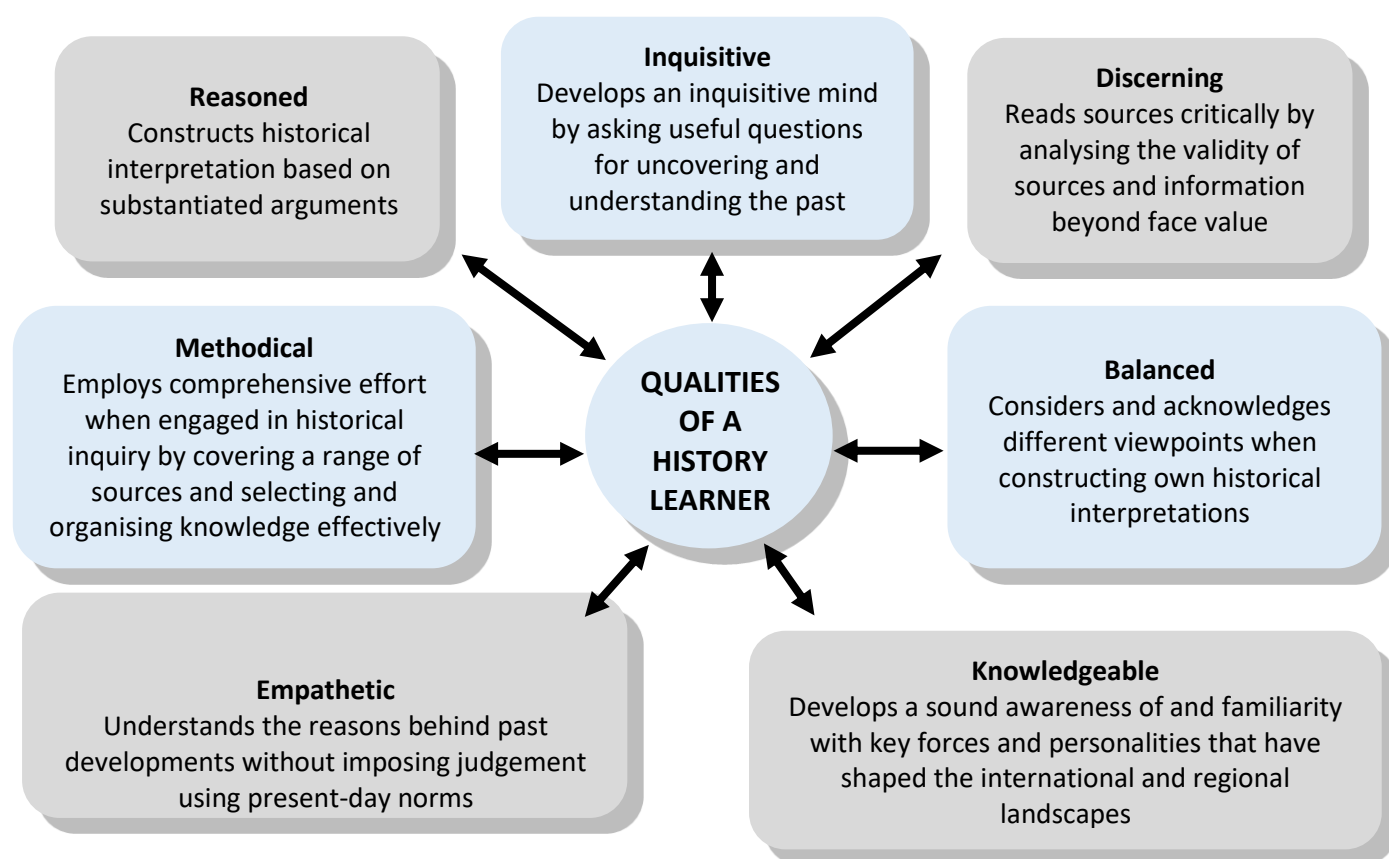 Reasoned
Constructs historical
interpretation based on
substantiated arguments
Inquisitive
Develops an inquisitive mind
by asking useful questions
for uncovering and
understanding the past
Discerning
Reads sources critically by
analysing the validity of
sources and information
beyond face value
Methodical
Employs comprehensive effort
when engaged in historical
inquiry by covering a range of
sources and selecting and
organising knowledge effectively
QUALITIES
OF A
HISTORY
LEARNER
Balanced
Considers and acknowledges
different viewpoints when
constructing own historical
interpretations
Empathetic
Understands the reasons behind past
developments without imposing judgement
using present-day norms
Knowledgeable
Develops a sound awareness of and familiarity
with key forces and personalities that have
shaped the international and regional
landscapes